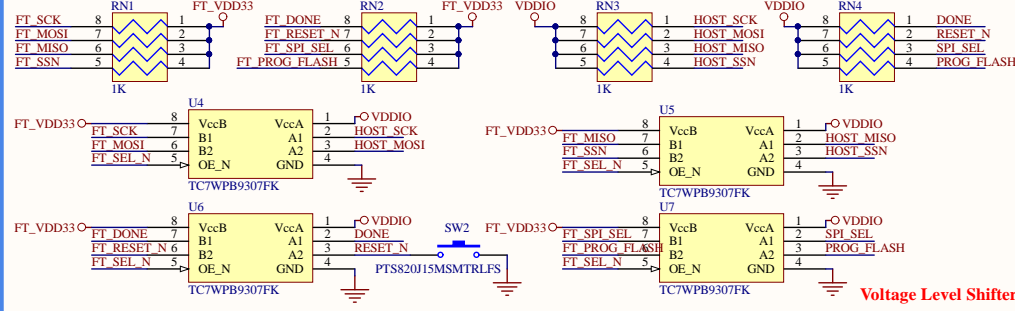 RN1 FT_VDD33 RN2 FT_VDD33 VDDIO RN3 VDDIO RN4
FT_SCK 8 1 FT_DONE 8 1 8 1 HOST_SCK 8 1 DONE
FT_MOSI 7 2 FT_RESET_N 7 2 7 2 HOST_MOSI 7 2 RESET_N
FT_MISO 6 3 FT_SPI_SEL 6 3 6 3 HOST_MISO 6 3 SPI_SEL
FT_SSN 5 4 FT_PROG_FLASH 5 4 5 4 HOST_SSN 5 4 PROG_FLASH
1K 1K 1K 1K
U4
FT_VDD33 8 VccB VccA 1 VDDIO
FT_SCK 7 B1 A1 2 HOST_SCK
FT_MOSI 6 B2 A2 3 HOST_MOSI
FT_SEL_N 5 OE_N GND 4
TC7WPB9307FK
U5
FT_VDD33 8 VccB VccA 1 VDDIO
FT_MISO 7 B1 A1 2 HOST_MISO
FT_SSN 6 B2 A2 3 HOST_SSN
FT_SEL_N 5 OE_N GND 4
TC7WPB9307FK
U6
FT_VDD33 8 VccB VccA 1 VDDIO
FT_DONE 7 B1 A1 2 DONE
FT_RESET_N 6 B2 A2 3 RESET_N
FT_SEL_N 5 OE_N GND 4
TC7WPB9307FK
SW2
PTS820J15MSMTRLFS
U7
FT_VDD33 8 VccB VccA 1 VDDIO
FT_SPI_SEL 7 B1 A1 2 SPI_SEL
FT_PROG_FLASH 6 B2 A2 3 PROG_FLASH
FT_SEL_N 5 OE_N GND 4
TC7WPB9307FK
Voltage Level Shifter